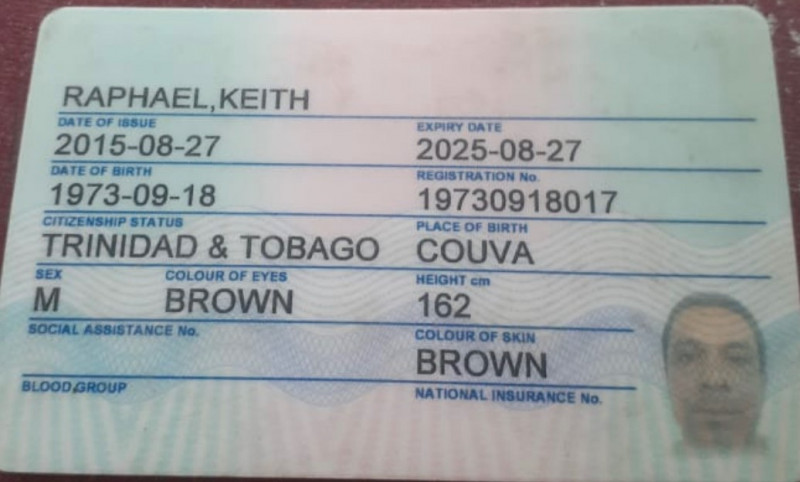 RAPHAEL,KEITH
DATE OF ISSUE EXPIRY DATE
2015-08-27 2025-08-27
DATE OF BIRTH REGISTRATION No.
1973-09-18 19730918017
CITIZENSHIP STATUS PLACE OF BIRTH
TRINIDAD & TOBAGO COUVA
SEX COLOUR OF EYES HEIGHT cm
M BROWN 162
SOCIAL ASSISTANCE No. COLOUR OF SKIN
BROWN
BLOOD GROUP NATIONAL INSURANCE No.